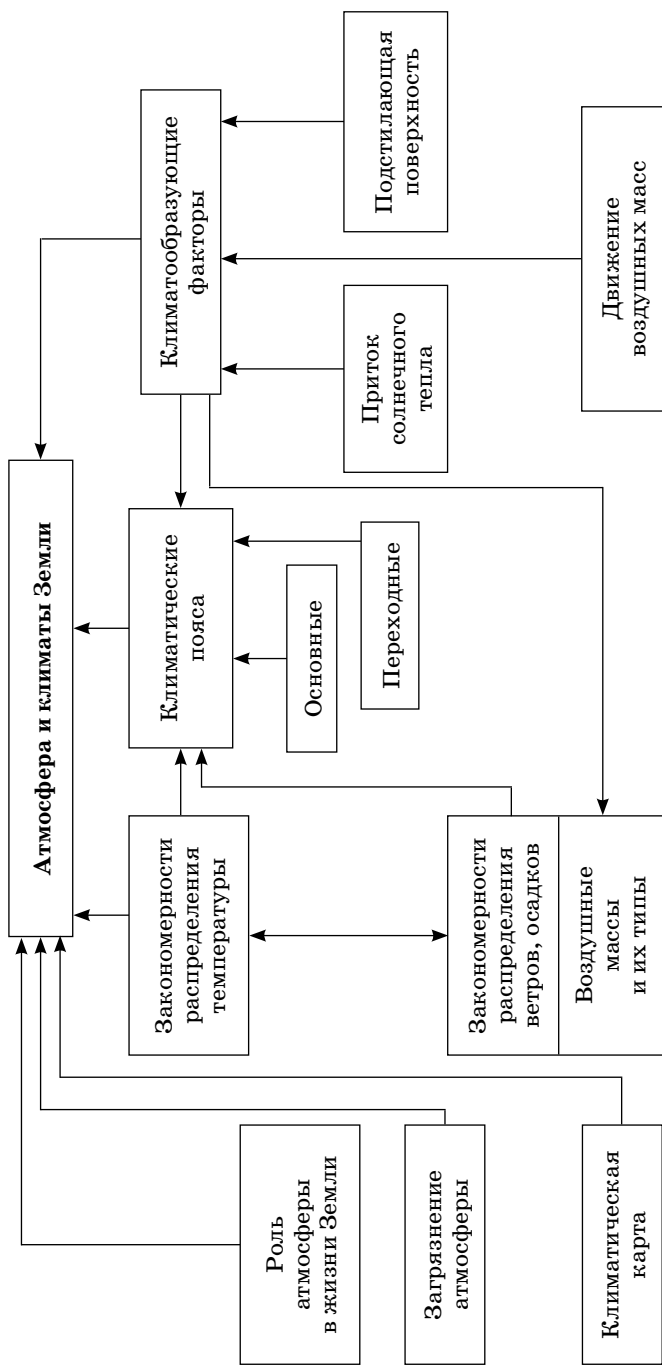 Атмосфера и климаты Земли
Роль
атмосферы
в жизни Земли
Загрязнение
атмосферы
Климатическая
карта
Закономерности
распределения
температуры
Закономерности
распределения
ветров, осадков
Воздушные
массы
и их типы
Климатические
пояса
Основные
Переходные
Климатообразующие
факторы
Приток
солнечного
тепла
Подстилающая
поверхность
Движение
воздушных масс